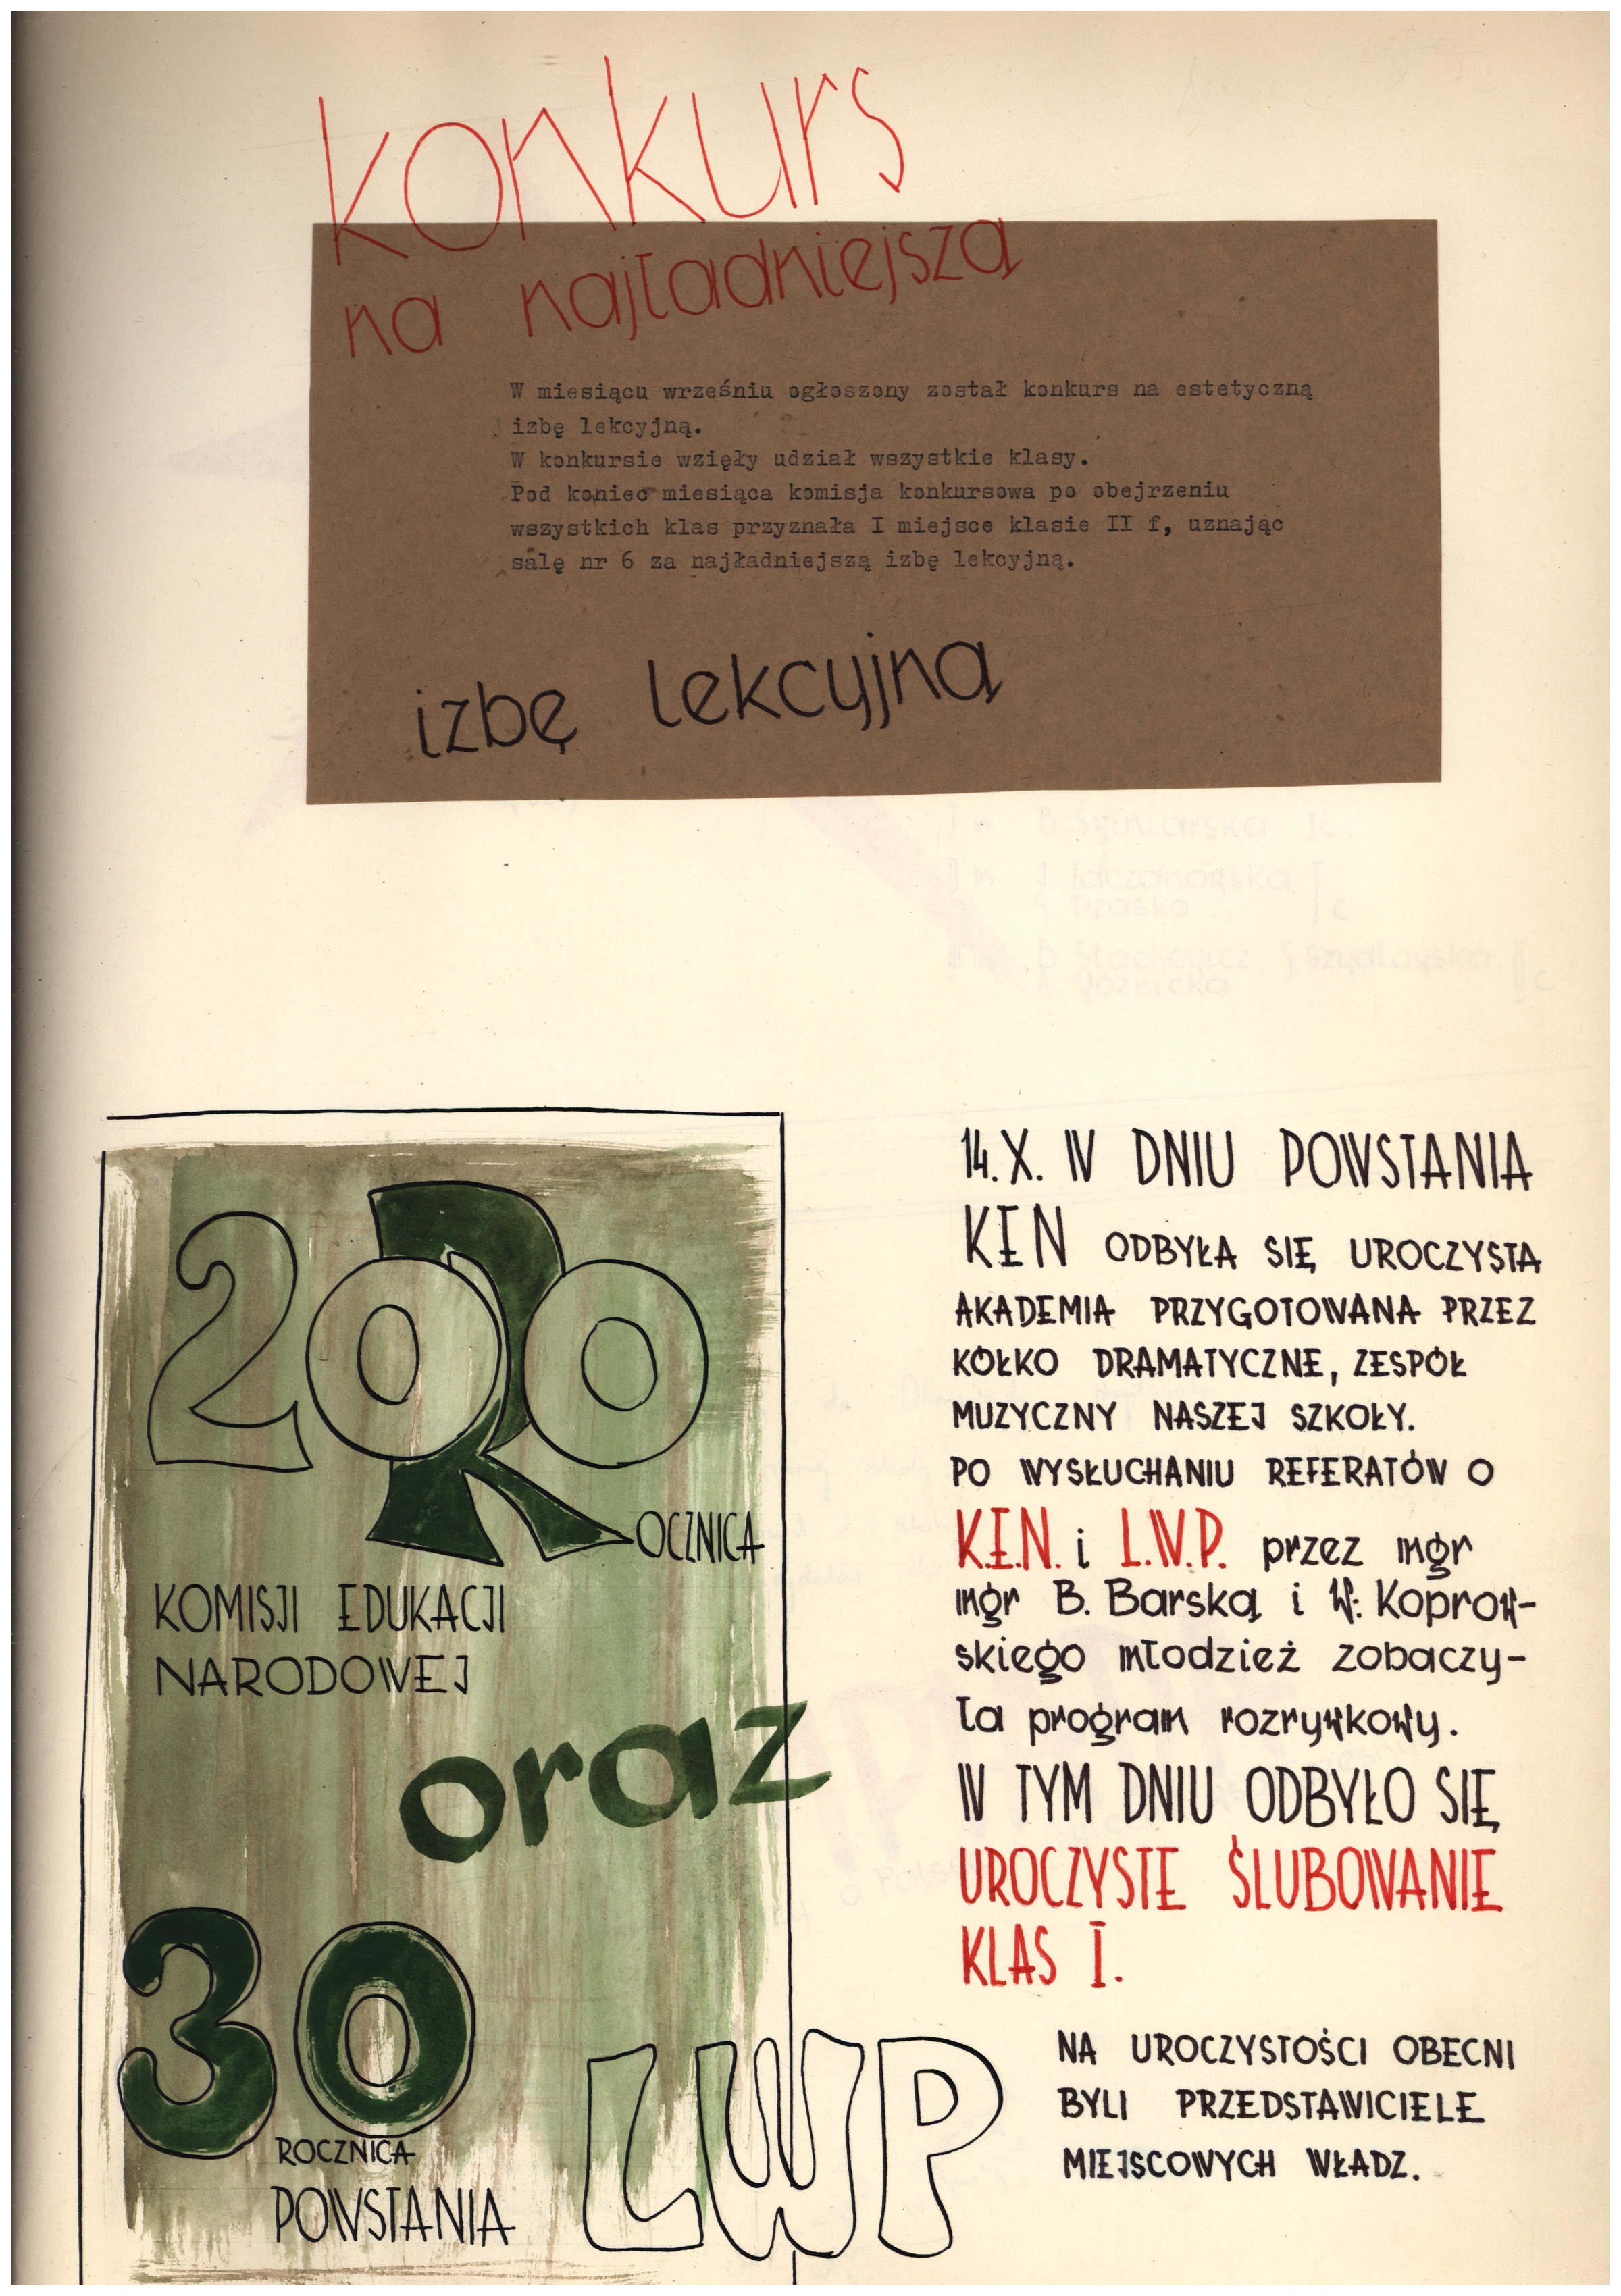 konkurs
na najładniejszą
W miesiącu wrześniu ogłoszony został konkurs na estetyczną
izbę lekcyjną.
W konkursie wzięły udział wszystkie klasy.
Pod koniec miesiąca komisja konkursowa po obejrzeniu
wszystkich klas przyznała I miejsce klasie II f, uznając
salę nr 6 za najładniejszą izbę lekcyjną.
izbę lekcyjną
200
ROCZNICA
KOMISJI EDUKACJI
NARODOWEJ
oraz
30
ROCZNICA
POWSTANIA
LWP
14.X. W DNIU POWSTANIA
KEN ODBYŁA SIĘ UROCZYSTA
AKADEMIA PRZYGOTOWANA PRZEZ
KÓŁKO DRAMATYCZNE, ZESPÓŁ
MUZYCZNY NASZEJ SZKOŁY.
PO WYSŁUCHANIU REFERATÓW O
K.E.N. i L.W.P. przez mgr
mgr B. Barską i W. Koprow-
skiego młodzież zobaczy-
ła program rozrywkowy.
W TYM DNIU ODBYŁO SIĘ
UROCZYSTE ŚLUBOWANIE
KLAS I.
NA UROCZYSTOŚCI OBECNI
BYLI PRZEDSTAWICIELE
MIEJSCOWYCH WŁADZ.